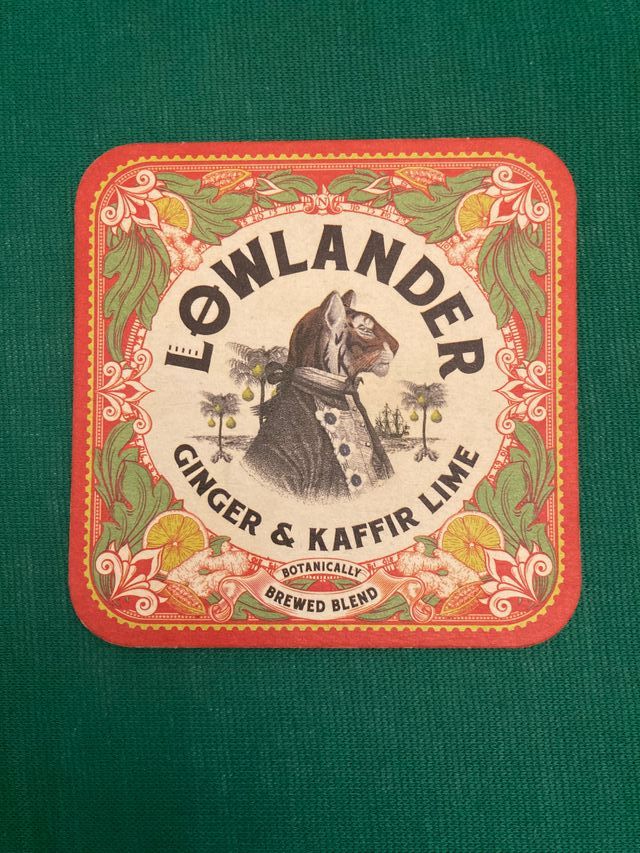 LØWLANDER
GINGER & KAFFIR LIME
BOTANICALLY
BREWED BLEND